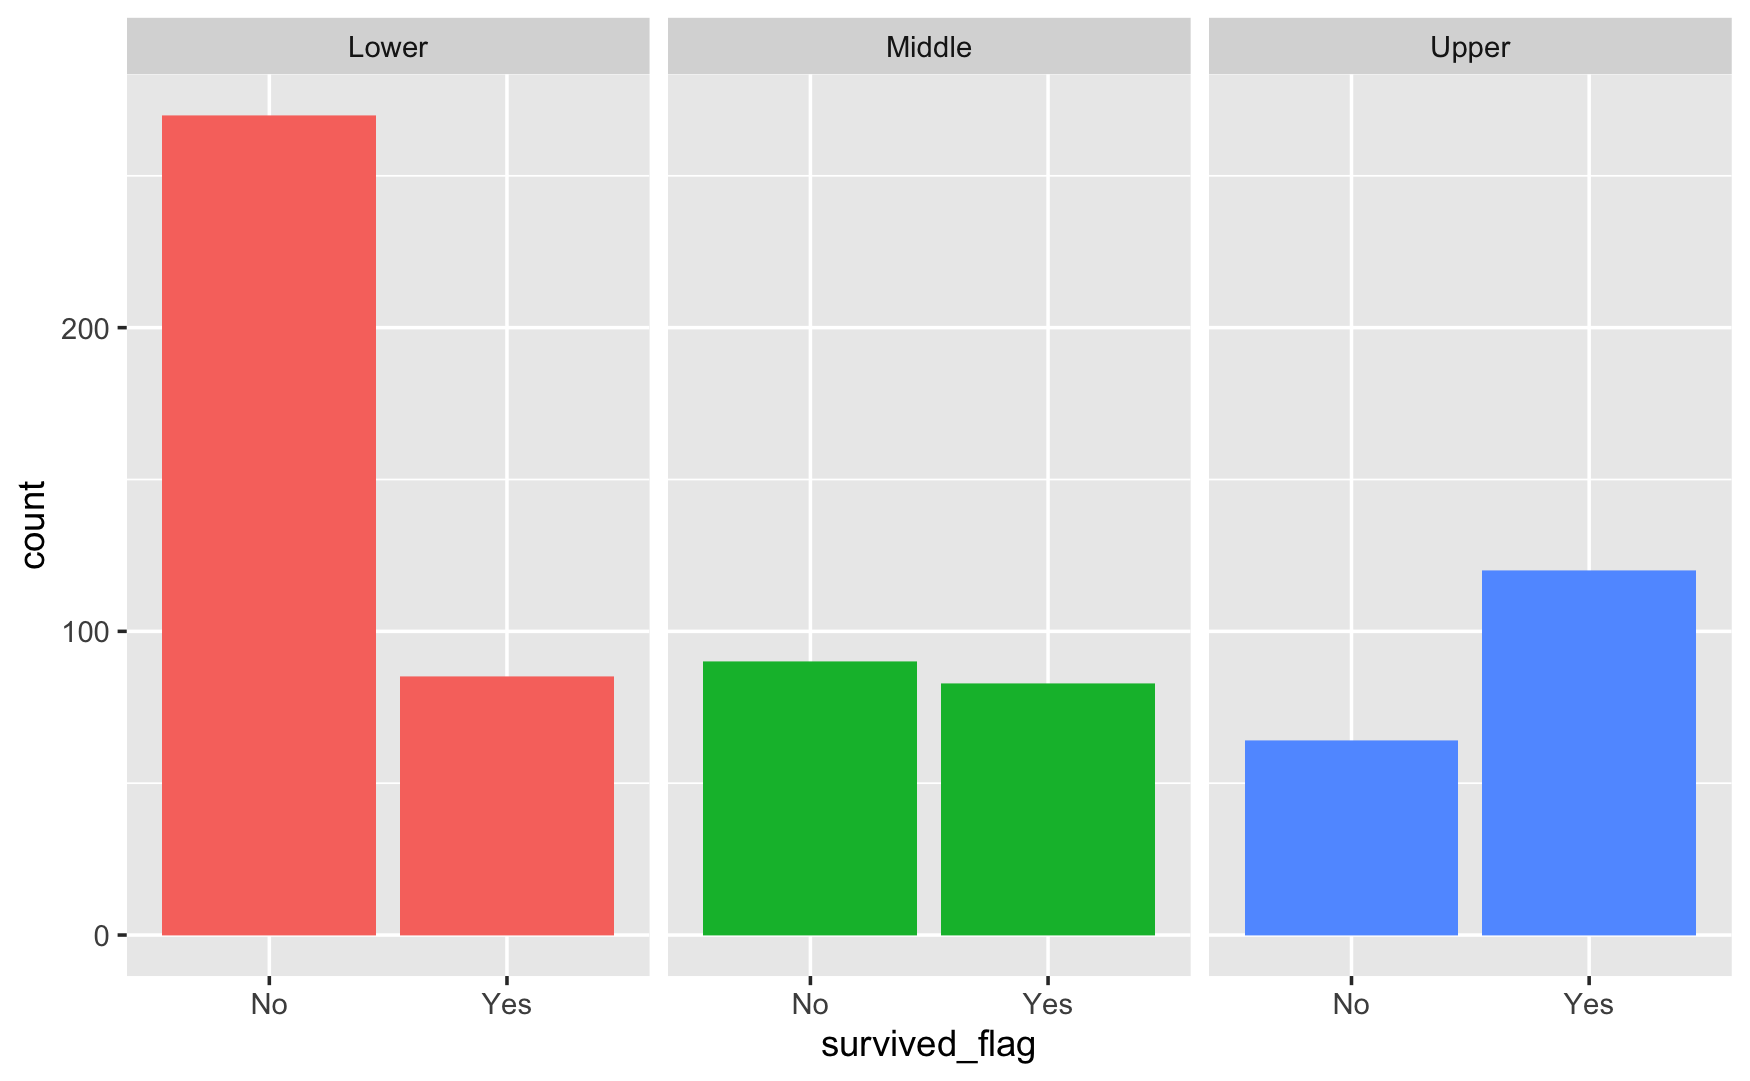 Lower Middle Upper
200
100
0
count
No Yes No Yes No Yes
survived_flag